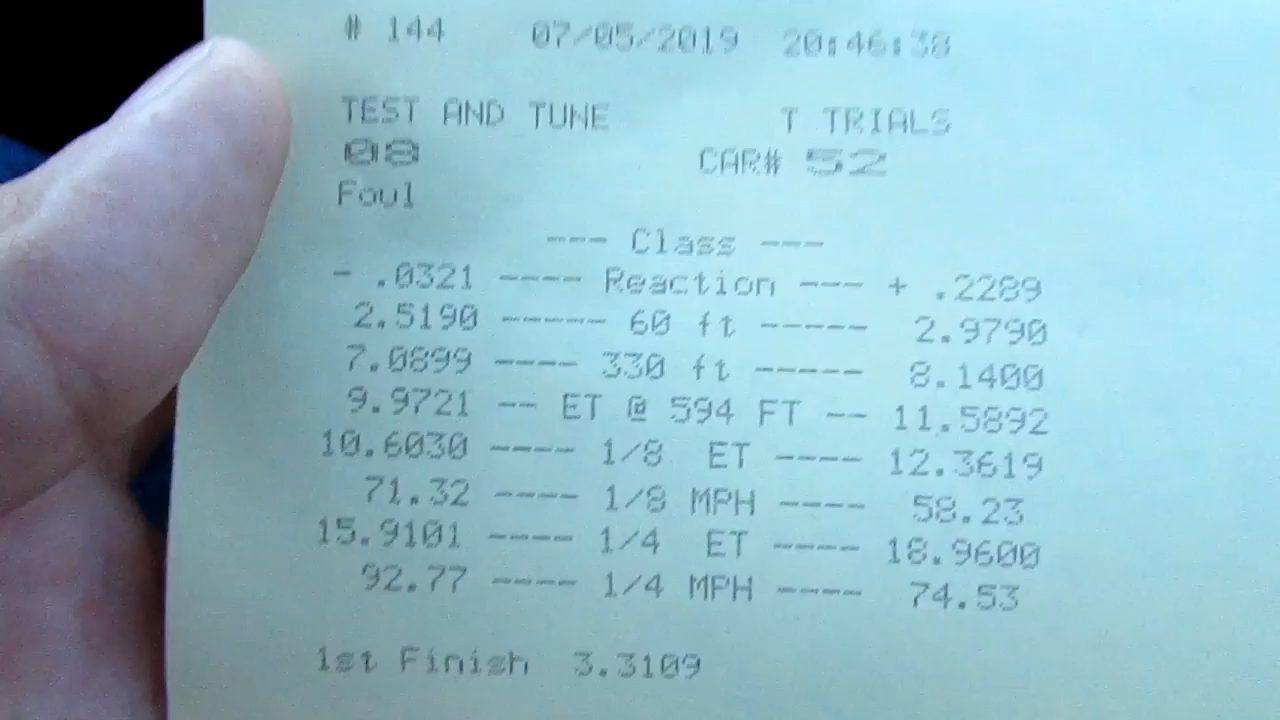 # 144 07/05/2019 20:46:38
TEST AND TUNE T TRIALS
08 CAR# 52
Foul
--- Class ---
- .0321 ---- Reaction --- + .2289
2.5190 ----- 60 ft ----- 2.9790
7.0899 ---- 330 ft ----- 8.1400
9.9721 -- ET @ 594 FT -- 11.5892
10.6030 ---- 1/8 ET ---- 12.3619
71.32 ---- 1/8 MPH ---- 58.23
15.9101 ---- 1/4 ET ---- 18.9600
92.77 ---- 1/4 MPH ---- 74.53
1st Finish 3.3109